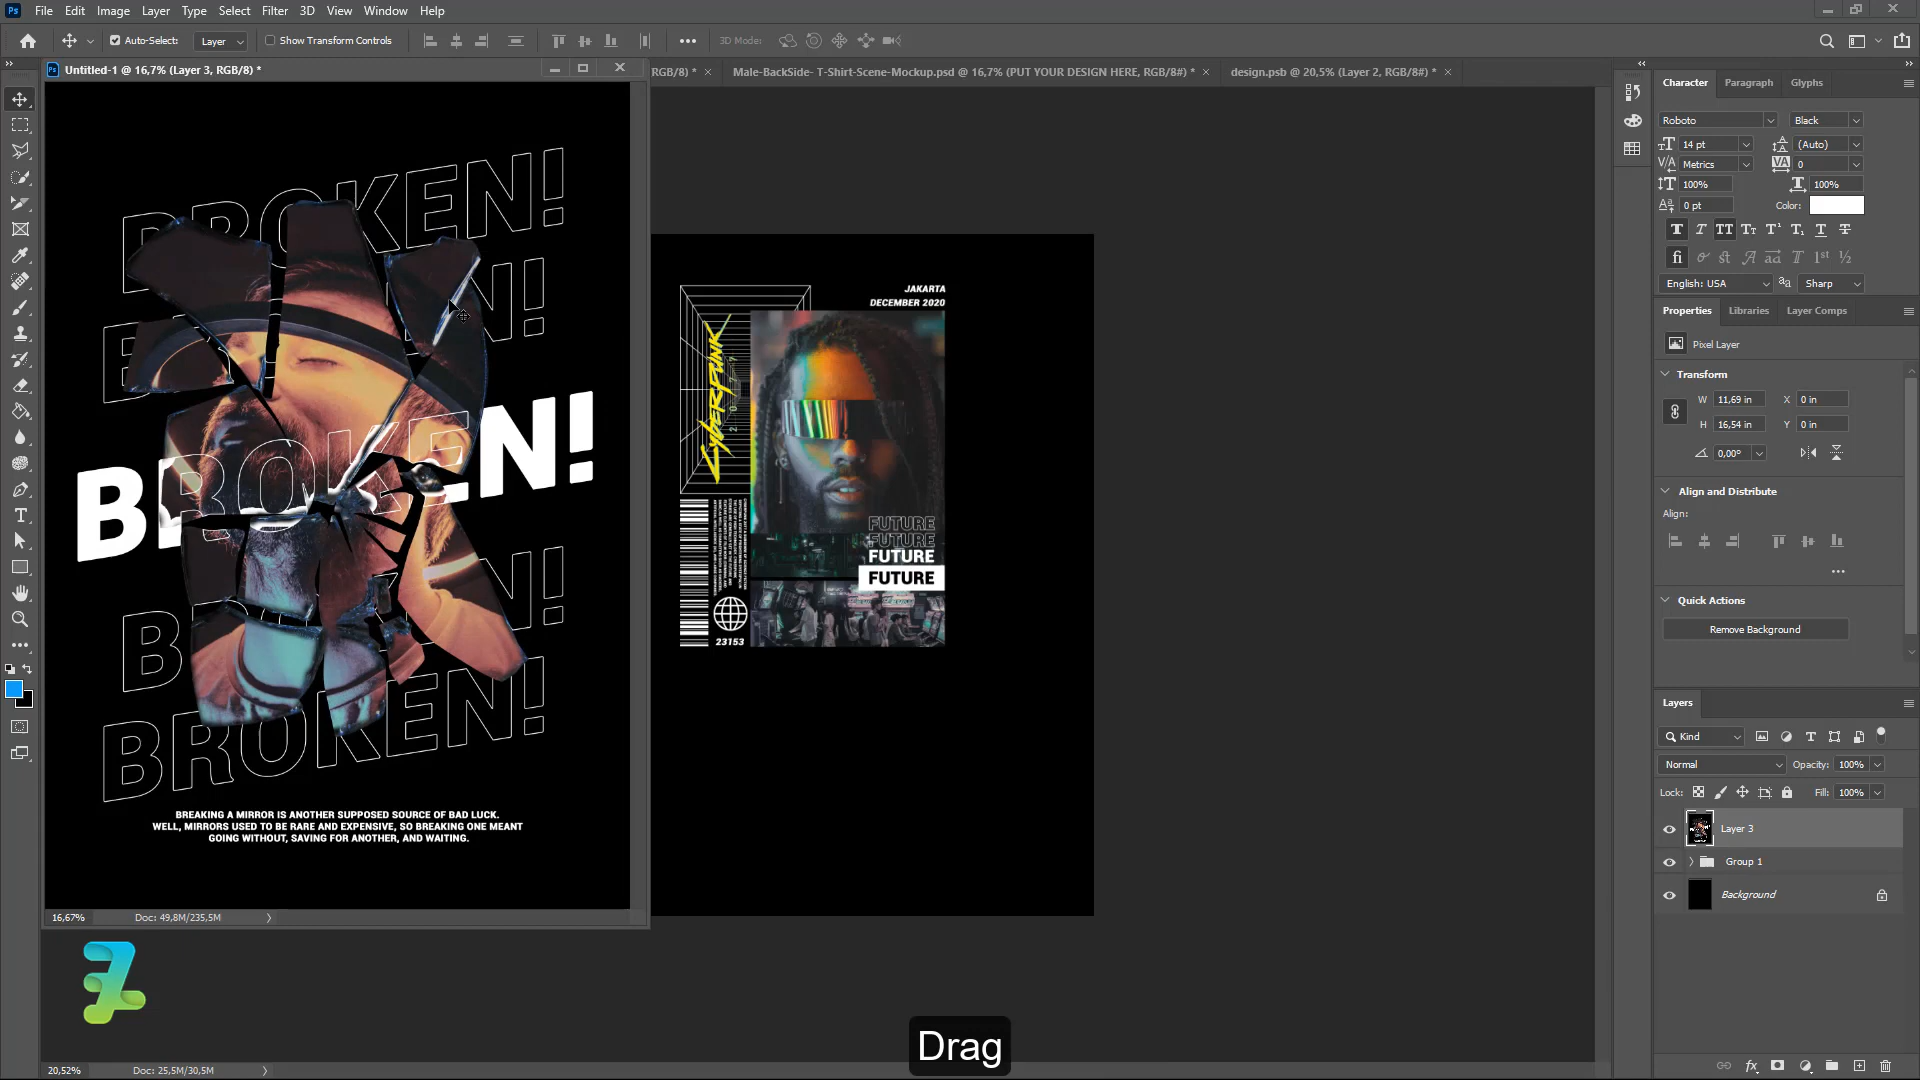 Ps
File Edit Image Layer Type Select Filter 3D View Window Help
Auto-Select: Layer Show Transform Controls 3D Mode:
Ps Untitled-1 @ 16,7% (Layer 3, RGB/8) *
RGB/8) * Male-BackSide- T-Shirt-Scene-Mockup.psd @ 16,7% (PUT YOUR DESIGN HERE, RGB/8#) * design.psb @ 20,5% (Layer 2, RGB/8#) *
BROKEN!
BROKEN!
BROKEN!
BROKEN!
BROKEN!
BREAKING A MIRROR IS ANOTHER SUPPOSED SOURCE OF BAD LUCK.
WELL, MIRRORS USED TO BE RARE AND EXPENSIVE, SO BREAKING ONE MEANT
GOING WITHOUT, SAVING FOR ANOTHER, AND WAITING.
16,67% Doc: 49,8M/235,5M
JAKARTA
DECEMBER 2020
CYBERPUNK
2077
FUTURE
FUTURE
FUTURE
FUTURE
23153
20,52% Doc: 25,5M/30,5M
Drag
Character Paragraph Glyphs
Roboto Black
14 pt (Auto)
Metrics 0
100% 100%
0 pt Color:
English: USA Sharp
Properties Libraries Layer Comps
Pixel Layer
Transform
W 11,69 in X 0 in
H 16,54 in Y 0 in
0,00°
Align and Distribute
Align:
Quick Actions
Remove Background
Layers
Kind
Normal Opacity: 100%
Lock: Fill: 100%
Layer 3
Group 1
Background